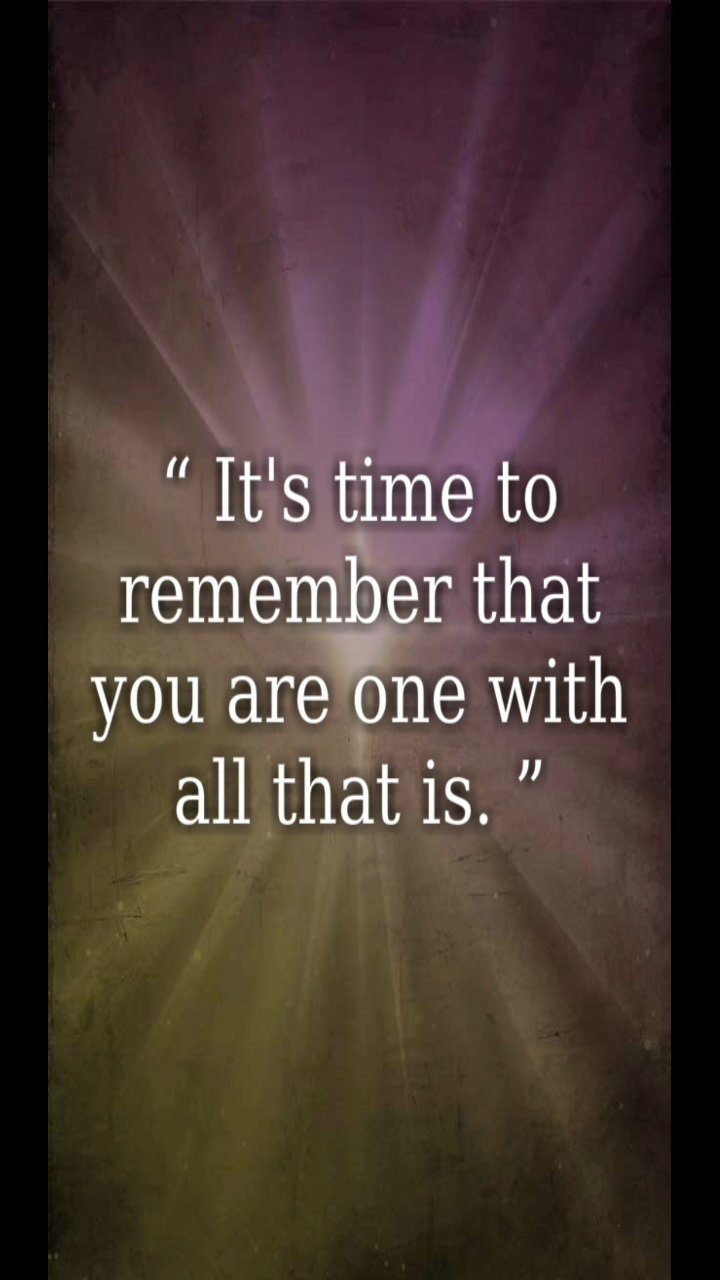 “ It's time to
remember that
you are one with
all that is. ”